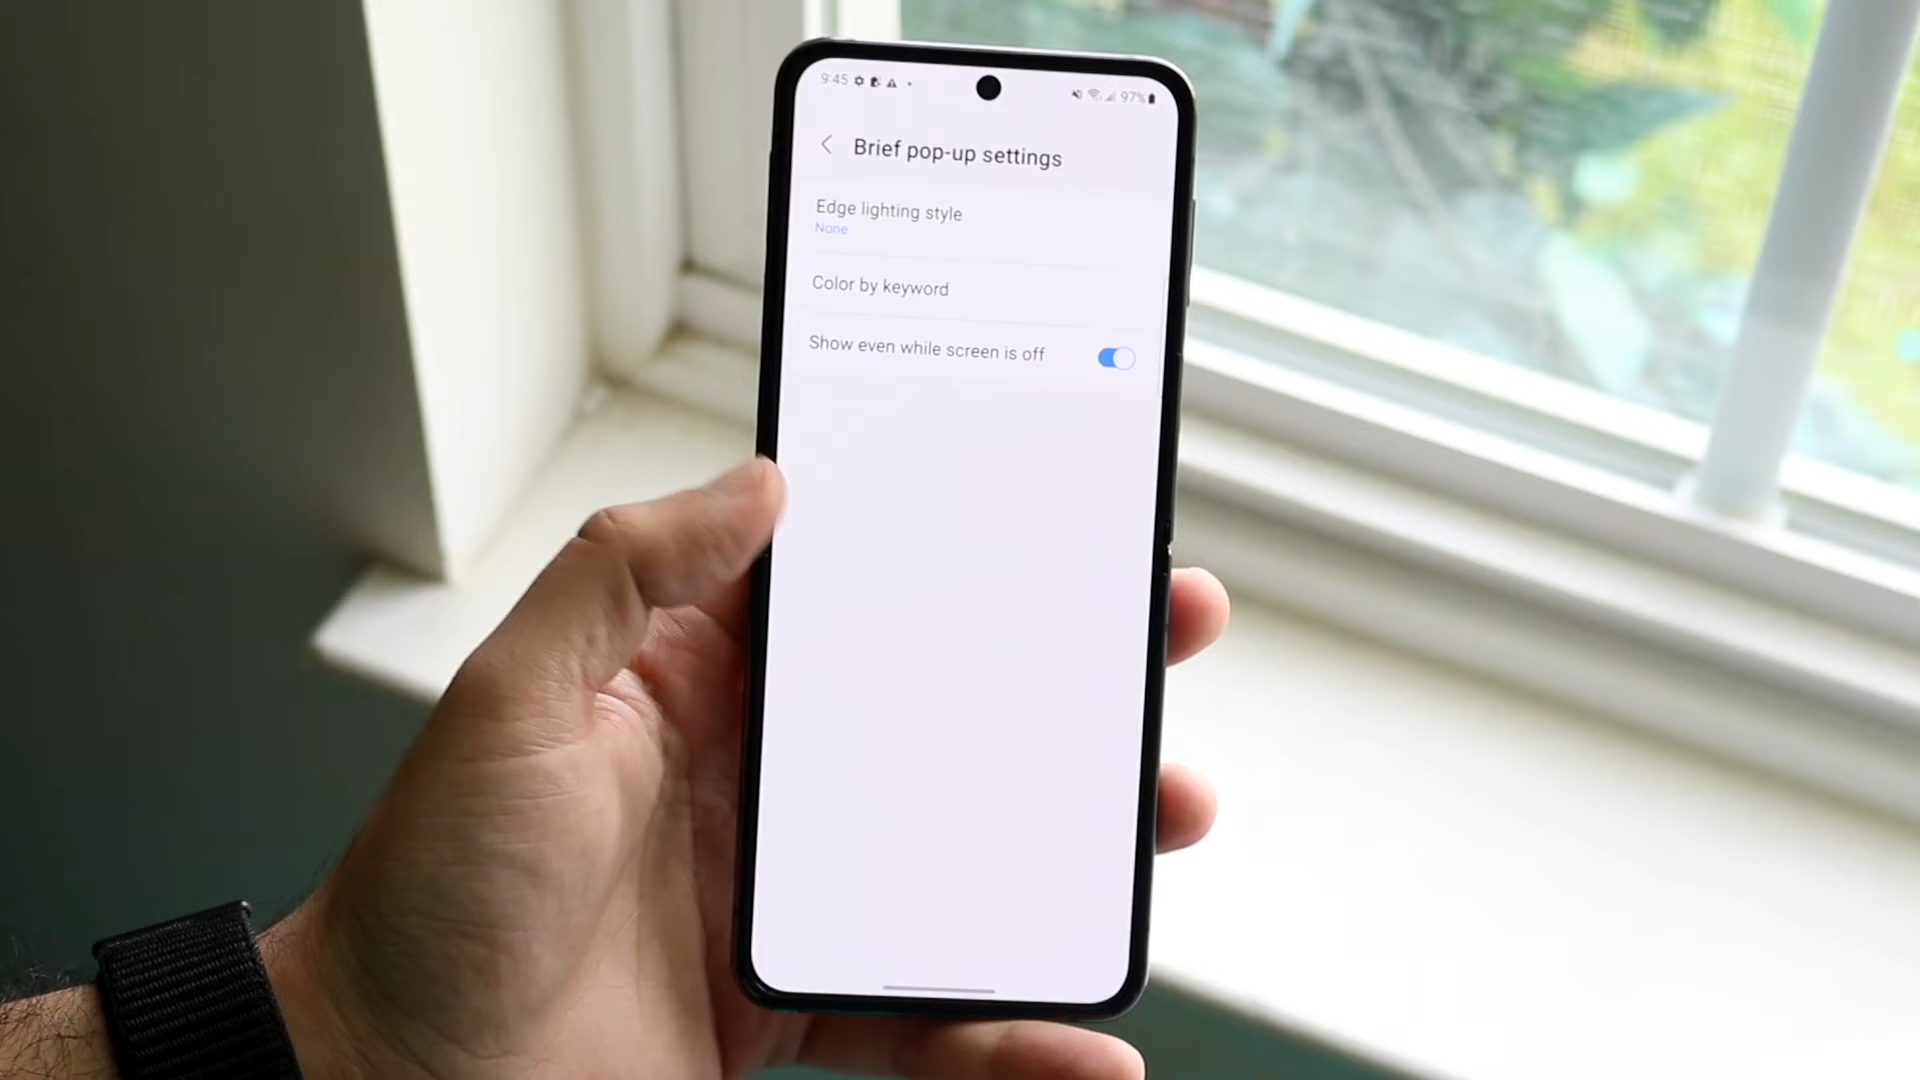 9:45
97%
Brief pop-up settings
Edge lighting style
None
Color by keyword
Show even while screen is off